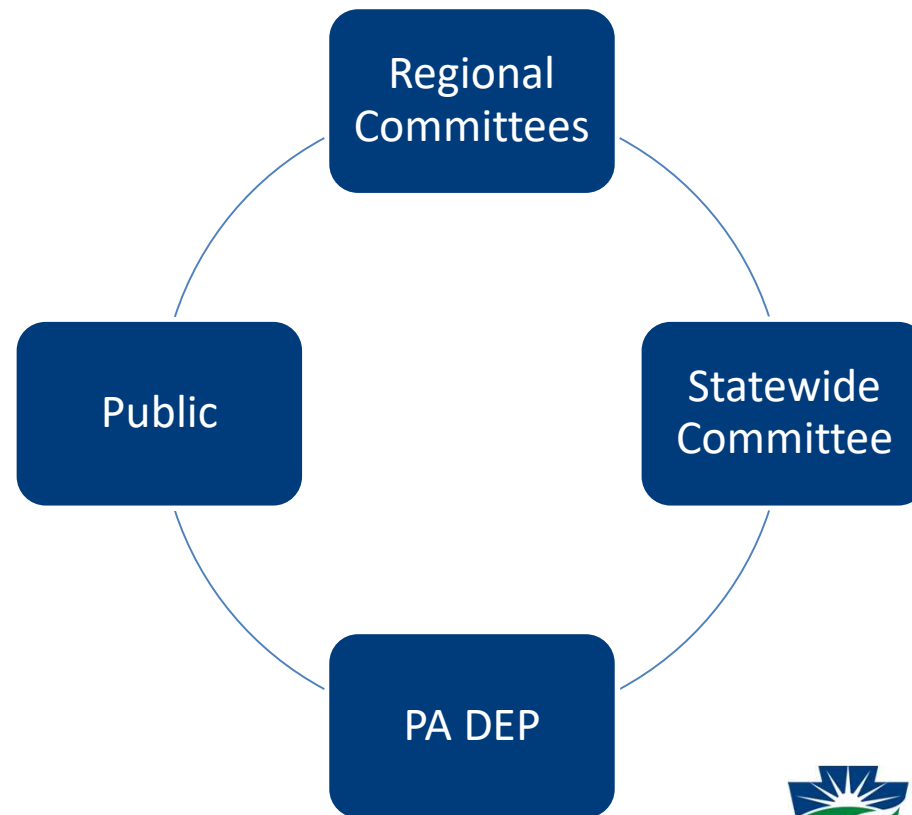 Regional
Committees
Public
Statewide
Committee
PA DEP